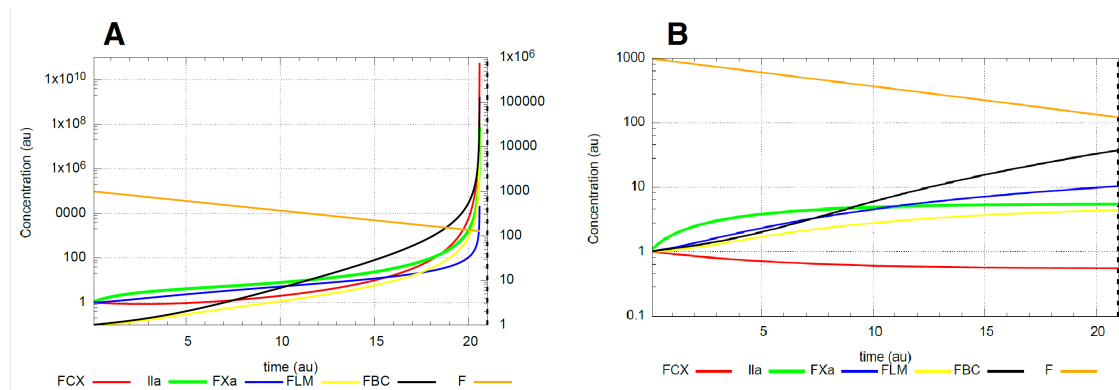 A
B
1x10^6
1000
1x10^10
100000
1x10^8
10000
100
1x10^6
1000
10
Concentration (au)
0000
100
Concentration (au)
100
10
1
1
1
0.1
5
10
15
20
5
10
15
20
time (au)
time (au)
FCX IIa FXa FLM FBC F
FCX IIa FXa FLM FBC F